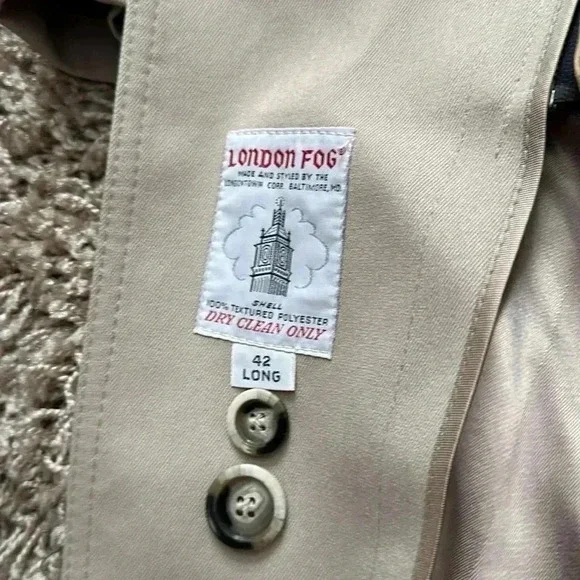 LONDON FOG®
MADE AND STYLED BY THE
LONDONTOWN CORP. BALTIMORE, MD.
SHELL
100% TEXTURED POLYESTER
DRY CLEAN ONLY
42
LONG